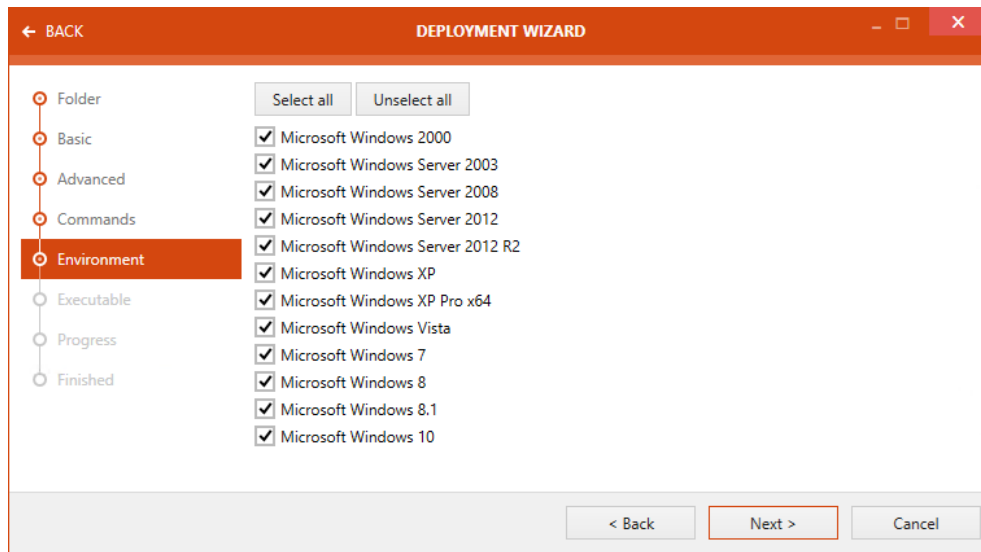 BACK
DEPLOYMENT WIZARD
Folder
Basic
Advanced
Commands
Environment
Executable
Progress
Finished
Select all Unselect all
Microsoft Windows 2000
Microsoft Windows Server 2003
Microsoft Windows Server 2008
Microsoft Windows Server 2012
Microsoft Windows Server 2012 R2
Microsoft Windows XP
Microsoft Windows XP Pro x64
Microsoft Windows Vista
Microsoft Windows 7
Microsoft Windows 8
Microsoft Windows 8.1
Microsoft Windows 10
< Back Next > Cancel